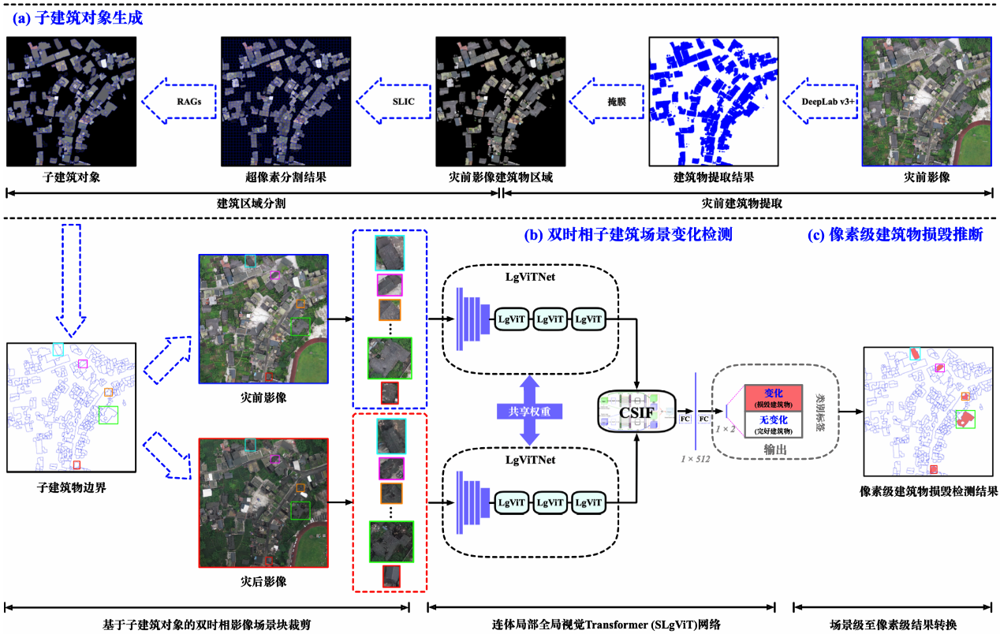 (a) 子建筑对象生成
RAGs
SLIC
掩膜
DeepLab v3+
子建筑对象
超像素分割结果
灾前影像建筑物区域
建筑物提取结果
灾前影像
建筑区域分割
灾前建筑物提取
(b) 双时相子建筑场景变化检测
(c) 像素级建筑物损毁推断
子建筑物边界
灾前影像
灾后影像
LgViTNet
LgViT
LgViT
LgViT
共享权重
LgViTNet
LgViT
LgViT
LgViT
CSIF
FC
FC
1 × 512
1 × 2
变化
(损毁建筑物)
无变化
(完好建筑物)
类别标签
输出
像素级建筑物损毁检测结果
基于子建筑对象的双时相影像场景块裁剪
连体局部全局视觉Transformer (SLgViT)网络
场景级至像素级结果转换